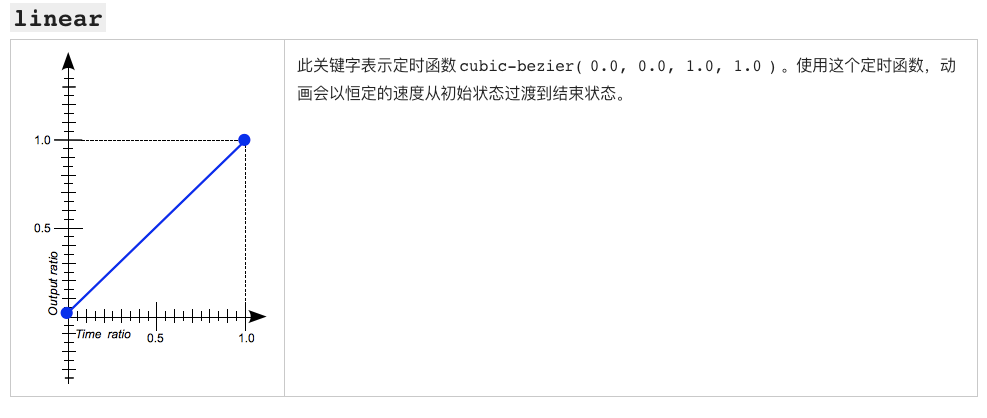 linear
此关键字表示定时函数 cubic-bezier( 0.0, 0.0, 1.0, 1.0 ) 。使用这个定时函数，动
画会以恒定的速度从初始状态过渡到结束状态。
1.0
0.5
Output ratio
Time ratio
0.5
1.0